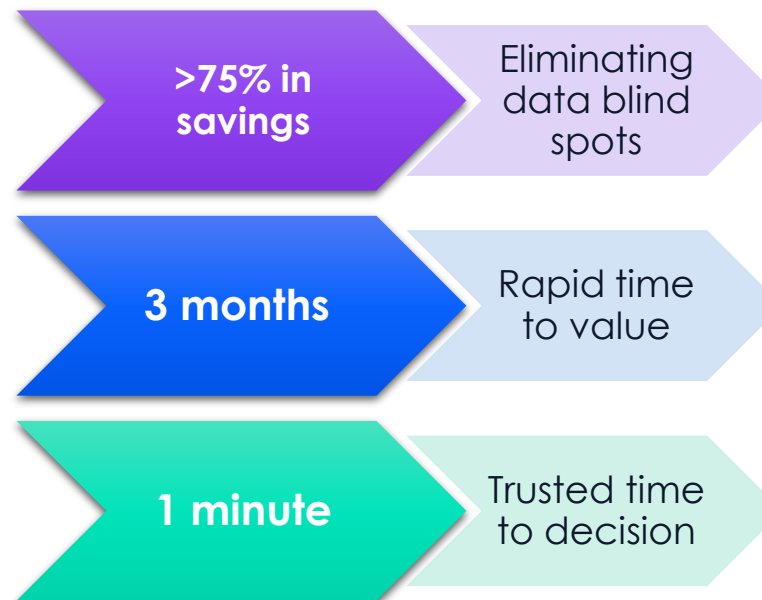 >75% in
savings
Eliminating
data blind
spots
3 months
Rapid time
to value
1 minute
Trusted time
to decision